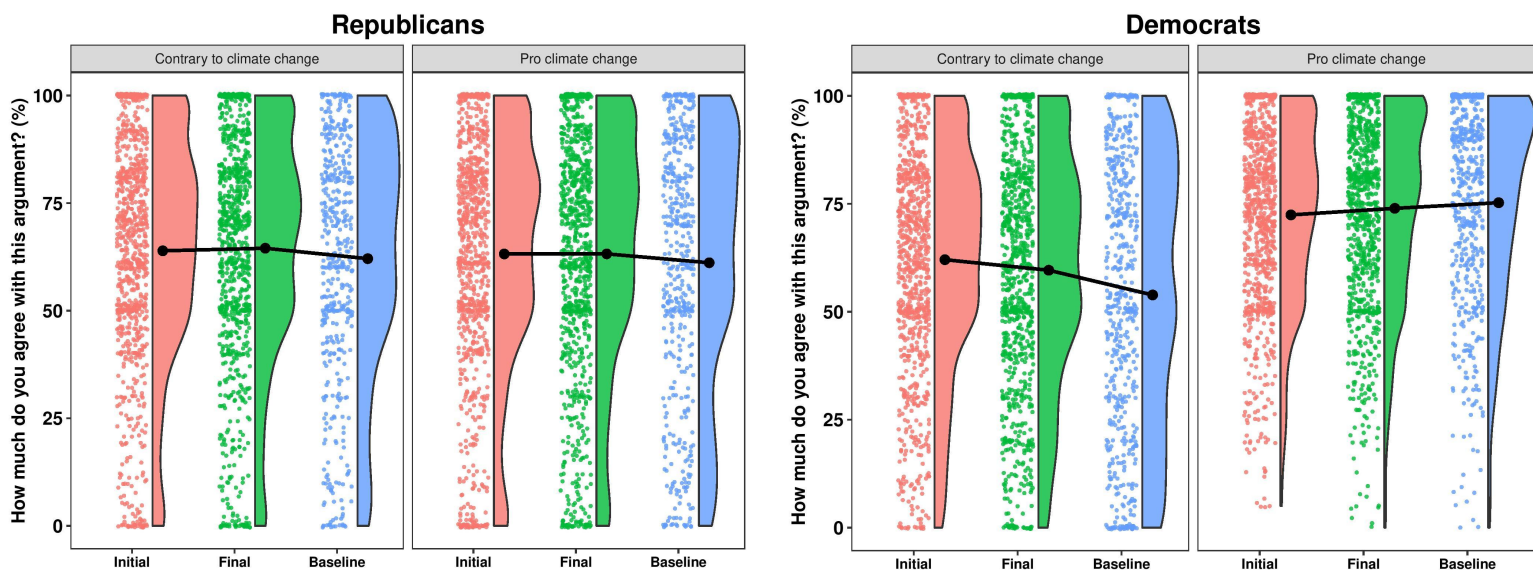 Republicans
Democrats
Contrary to climate change
Pro climate change
Contrary to climate change
Pro climate change
How much do you agree with this argument? (%)
100
75
50
25
0
Initial
Final
Baseline
Initial
Final
Baseline
How much do you agree with this argument? (%)
100
75
50
25
0
Initial
Final
Baseline
Initial
Final
Baseline